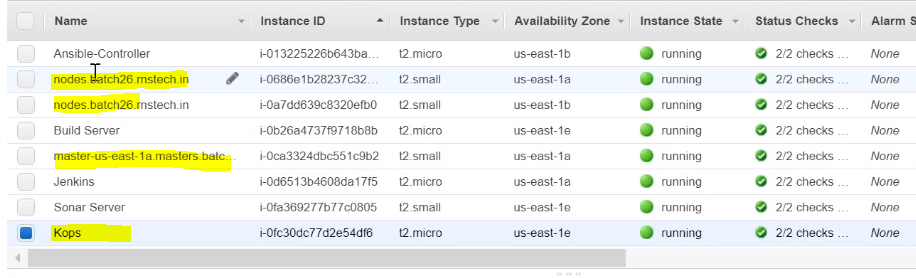 Name Instance ID Instance Type Availability Zone Instance State Status Checks Alarm S
Ansible-Controller i-013225226b643ba... t2.micro us-east-1b running 2/2 checks ... None
nodes.batch26.rnstech.in i-0686e1b28237c32... t2.small us-east-1a running 2/2 checks ... None
nodes.batch26.rnstech.in i-0a7dd639c8320efb0 t2.small us-east-1b running 2/2 checks ... None
Build Server i-0b26a4737f9718b8b t2.micro us-east-1e running 2/2 checks ... None
master-us-east-1a.masters.batc... i-0ca3324dbc551c9b2 t2.small us-east-1a running 2/2 checks ... None
Jenkins i-0d6513b4608da17f5 t2.micro us-east-1a running 2/2 checks ... None
Sonar Server i-0fa369277b77c0805 t2.small us-east-1e running 2/2 checks ... None
Kops i-0fc30dc77d2e54df6 t2.micro us-east-1e running 2/2 checks ... None